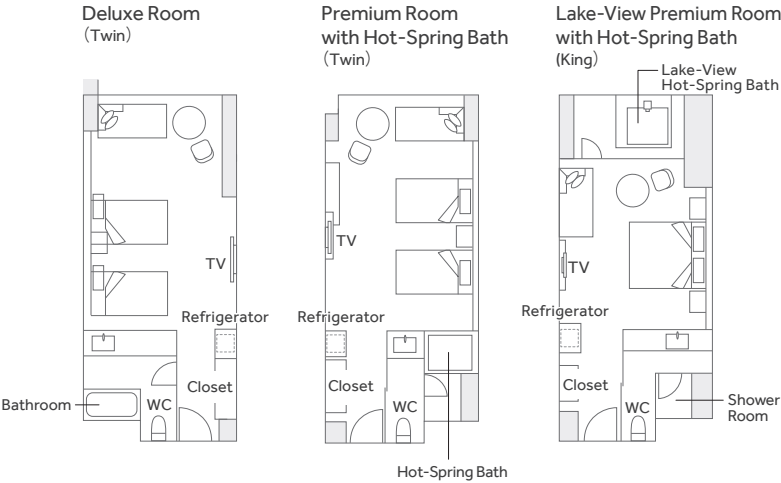 Deluxe Room
（Twin）
TV
Refrigerator
Closet
Bathroom
WC
Premium Room
with Hot-Spring Bath
（Twin）
TV
Refrigerator
Closet
WC
Hot-Spring Bath
Lake-View Premium Room
with Hot-Spring Bath
(King)
Lake-View
Hot-Spring Bath
TV
Refrigerator
Closet
WC
Shower
Room